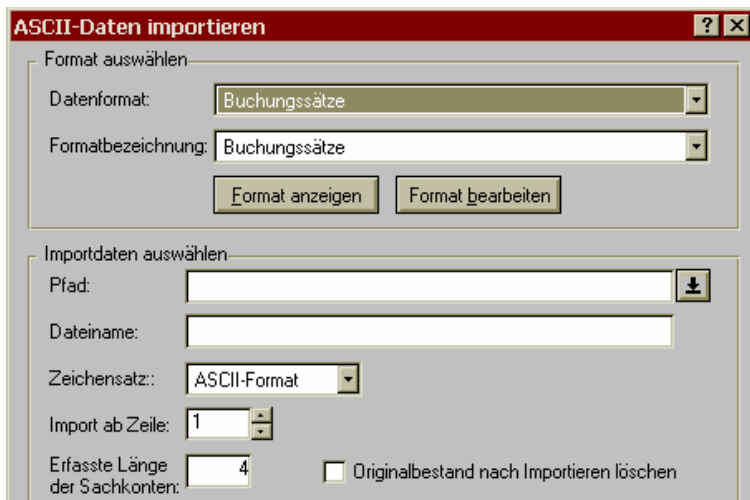 ASCII-Daten importieren
Format auswählen
Datenformat: Buchungssätze
Formatbezeichnung: Buchungssätze
Format anzeigen Format bearbeiten
Importdaten auswählen
Pfad:
Dateiname:
Zeichensatz:: ASCII-Format
Import ab Zeile: 1
Erfasste Länge
der Sachkonten: 4 Originalbestand nach Importieren löschen